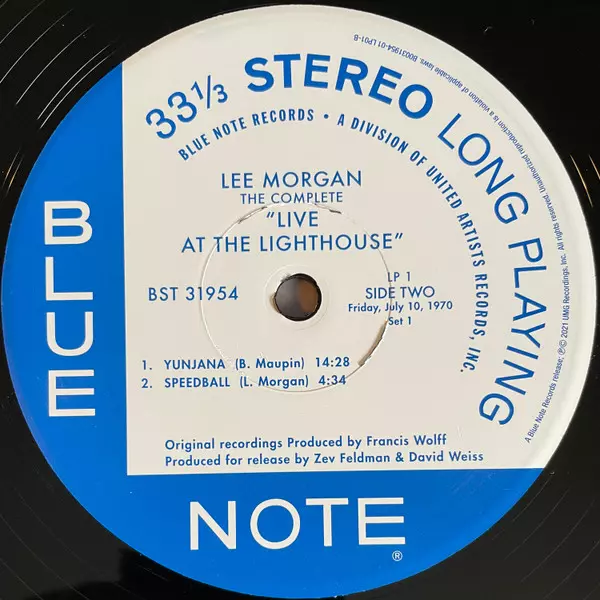 33 1/3 STEREO LONG PLAYING
BLUE NOTE RECORDS • A DIVISION OF UNITED ARTISTS RECORDS, INC.
LEE MORGAN
THE COMPLETE
"LIVE
AT THE LIGHTHOUSE"
BST 31954
LP 1
SIDE TWO
Friday, July 10, 1970
Set 1
1. YUNJANA (B. Maupin) 14:28
2. SPEEDBALL (L. Morgan) 4:34
Original recordings Produced by Francis Wolff
Produced for release by Zev Feldman & David Weiss
BLUE
NOTE®
A Blue Note Records release; ℗© 2021 UMG Recordings, Inc. All rights reserved. Unauthorized reproduction is a violation of applicable laws. B0031954-01 LP01-B